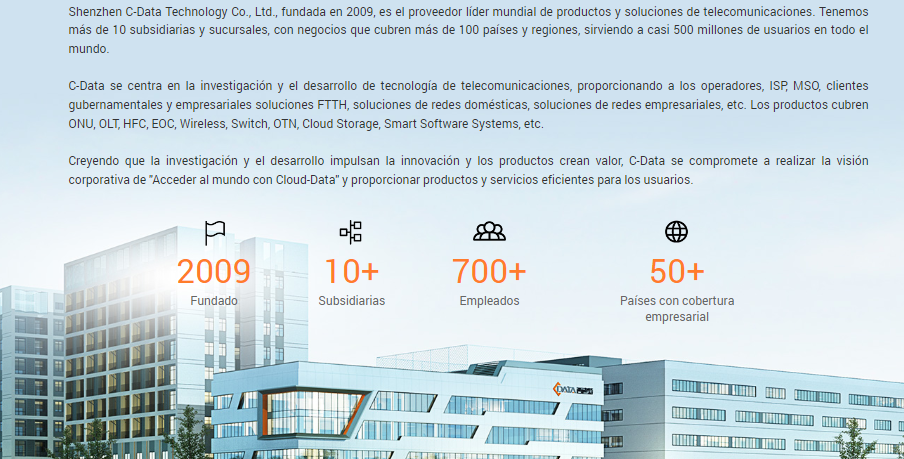 Shenzhen C-Data Technology Co., Ltd., fundada en 2009, es el proveedor líder mundial de productos y soluciones de telecomunicaciones. Tenemos
más de 10 subsidiarias y sucursales, con negocios que cubren más de 100 países y regiones, sirviendo a casi 500 millones de usuarios en todo el
mundo.
C-Data se centra en la investigación y el desarrollo de tecnología de telecomunicaciones, proporcionando a los operadores, ISP, MSO, clientes
gubernamentales y empresariales soluciones FTTH, soluciones de redes domésticas, soluciones de redes empresariales, etc. Los productos cubren
ONU, OLT, HFC, EOC, Wireless, Switch, OTN, Cloud Storage, Smart Software Systems, etc.
Creyendo que la investigación y el desarrollo impulsan la innovación y los productos crean valor, C-Data se compromete a realizar la visión
corporativa de "Acceder al mundo con Cloud-Data" y proporcionar productos y servicios eficientes para los usuarios.
2009 10+ 700+ 50+
Fundado Subsidiarias Empleados Países con cobertura
empresarial
DATA